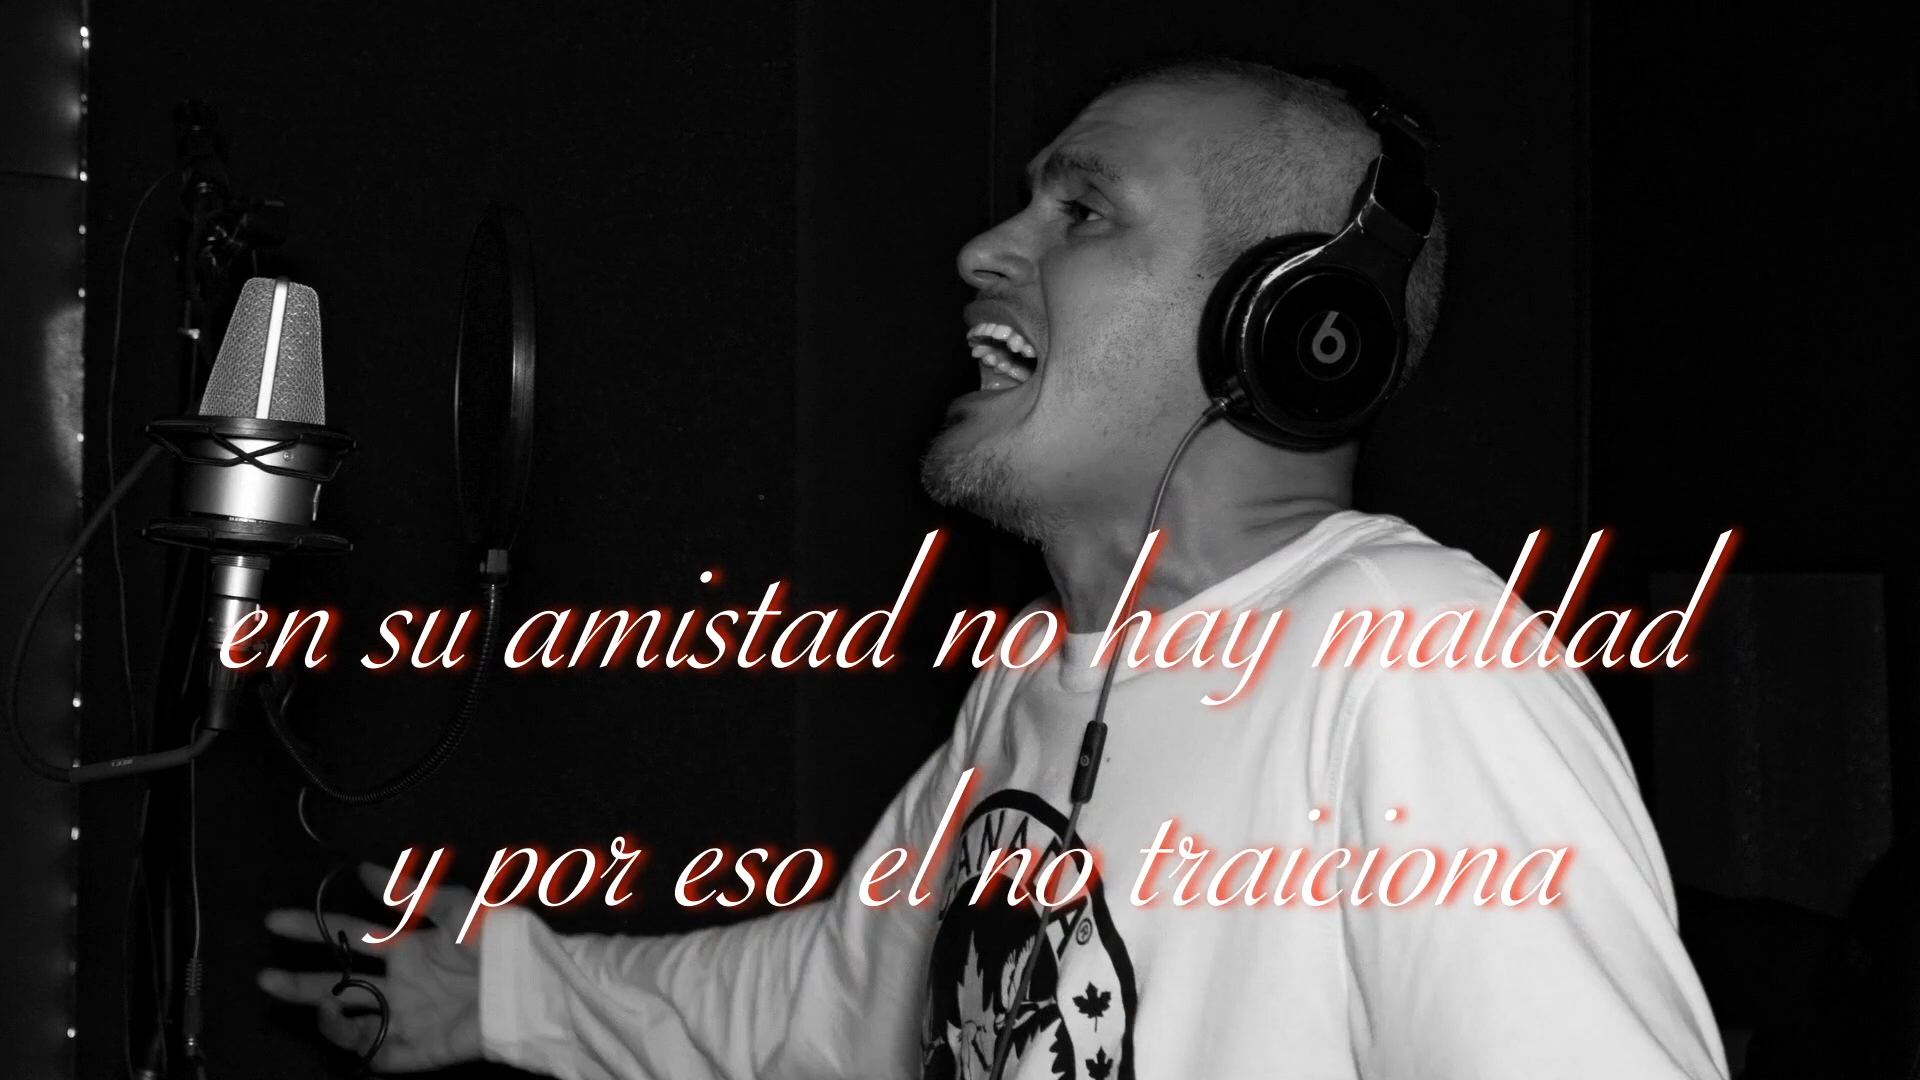 en su amistad no hay maldad
y por eso el no traiciona